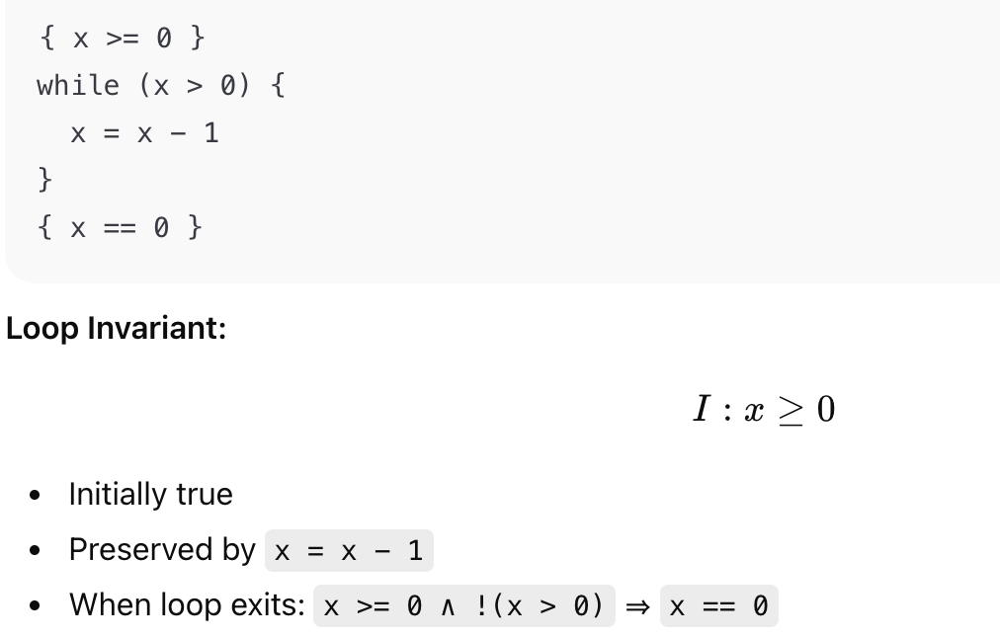 { x >= 0 }
while (x > 0) {
  x = x - 1
}
{ x == 0 }
Loop Invariant:
I : x ≥ 0
• Initially true
• Preserved by x = x - 1
• When loop exits: x >= 0 ∧ !(x > 0) ⇒ x == 0